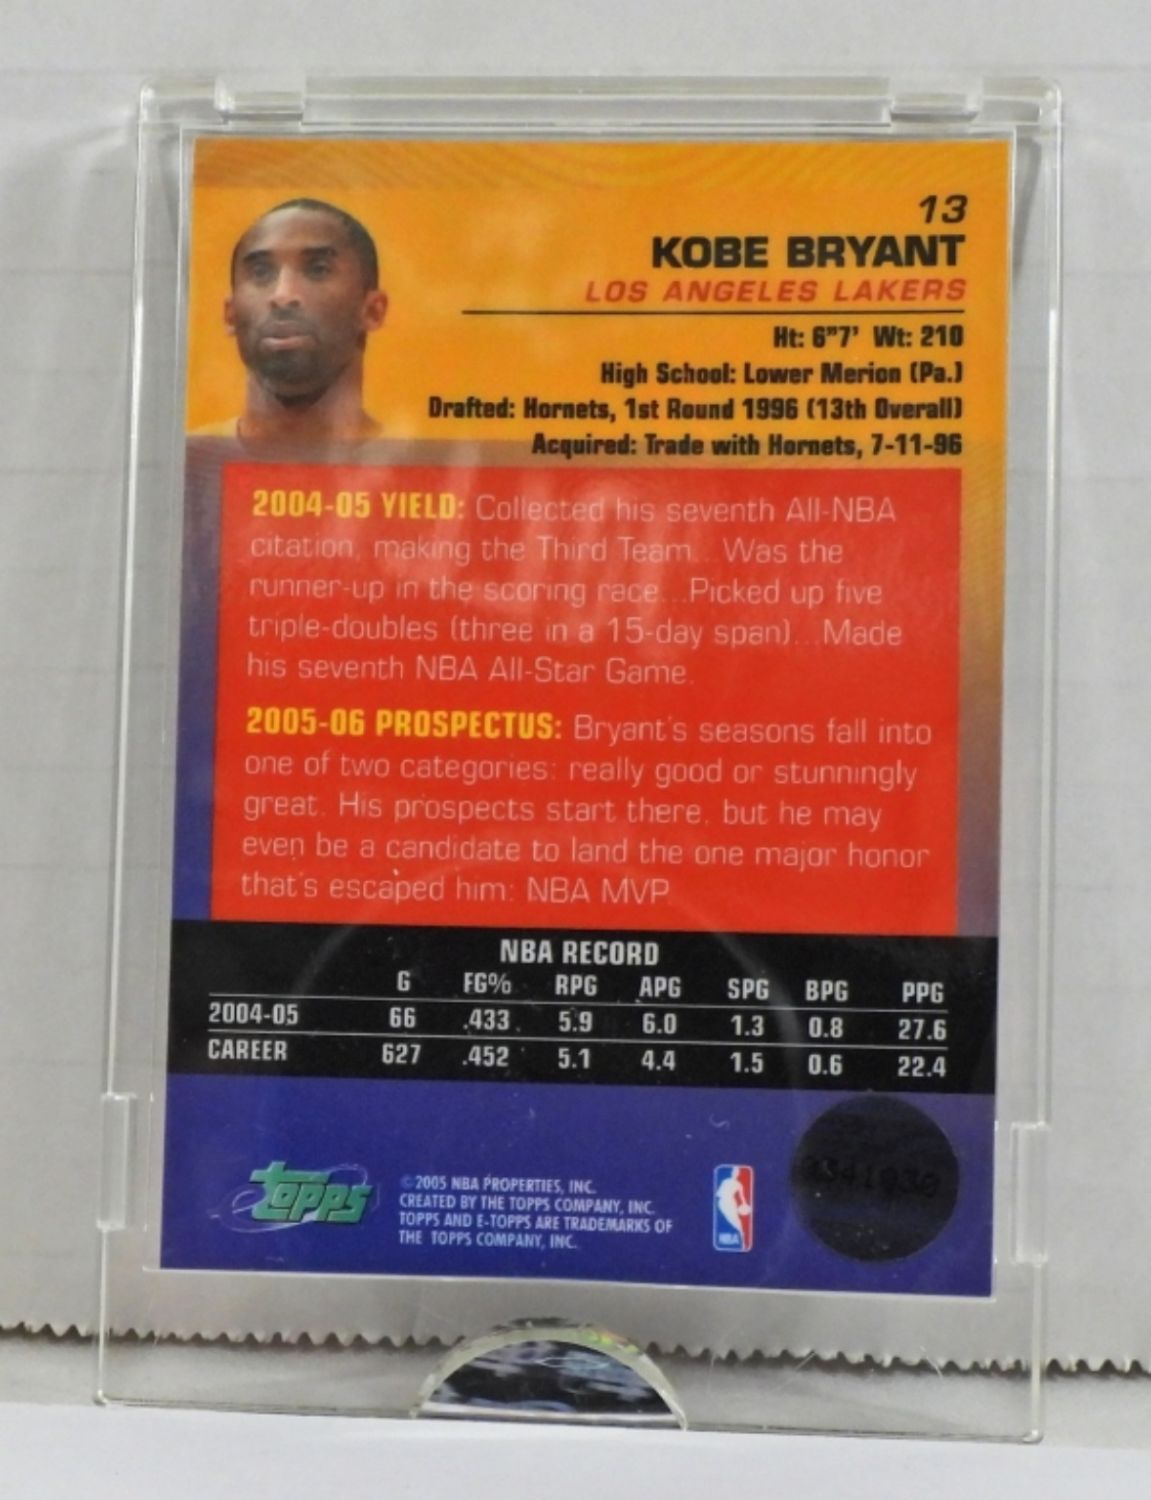 13
KOBE BRYANT
LOS ANGELES LAKERS
Ht: 6"7' Wt: 210
High School: Lower Merion (Pa.)
Drafted: Hornets, 1st Round 1996 (13th Overall)
Acquired: Trade with Hornets, 7-11-96
2004-05 YIELD: Collected his seventh All-NBA
citation, making the Third Team...Was the
runner-up in the scoring race...Picked up five
triple-doubles (three in a 15-day span)...Made
his seventh NBA All-Star Game.
2005-06 PROSPECTUS: Bryant's seasons fall into
one of two categories: really good or stunningly
great. His prospects start there, but he may
even be a candidate to land the one major honor
that's escaped him: NBA MVP.
NBA RECORD
G FG% RPG APG SPG BPG PPG
2004-05 66 .433 5.9 6.0 1.3 0.8 27.6
CAREER 627 .452 5.1 4.4 1.5 0.6 22.4
topps
©2005 NBA PROPERTIES, INC.
CREATED BY THE TOPPS COMPANY, INC.
TOPPS AND E-TOPPS ARE TRADEMARKS OF
THE TOPPS COMPANY, INC.
NBA